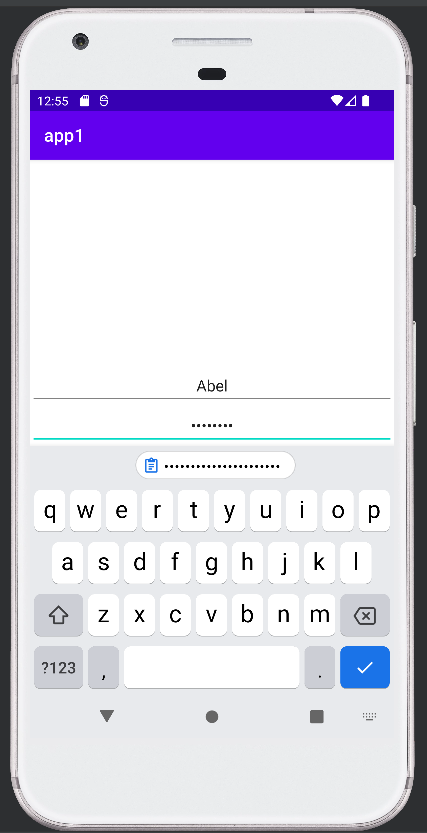 12:55
app1
Abel
••••••••
••••••••••••••••••••••
q w e r t y u i o p
a s d f g h j k l
z x c v b n m
?123 , .